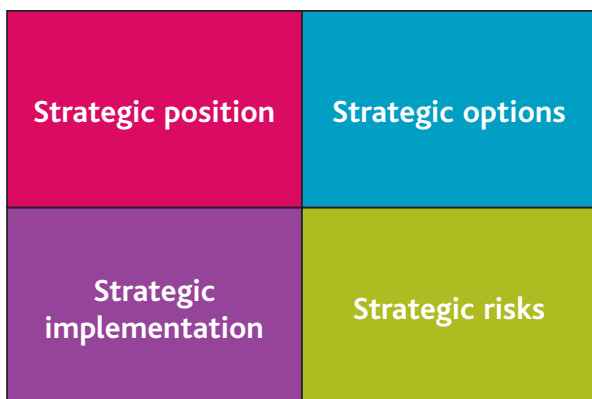 Strategic position
Strategic options
Strategic
implementation
Strategic risks